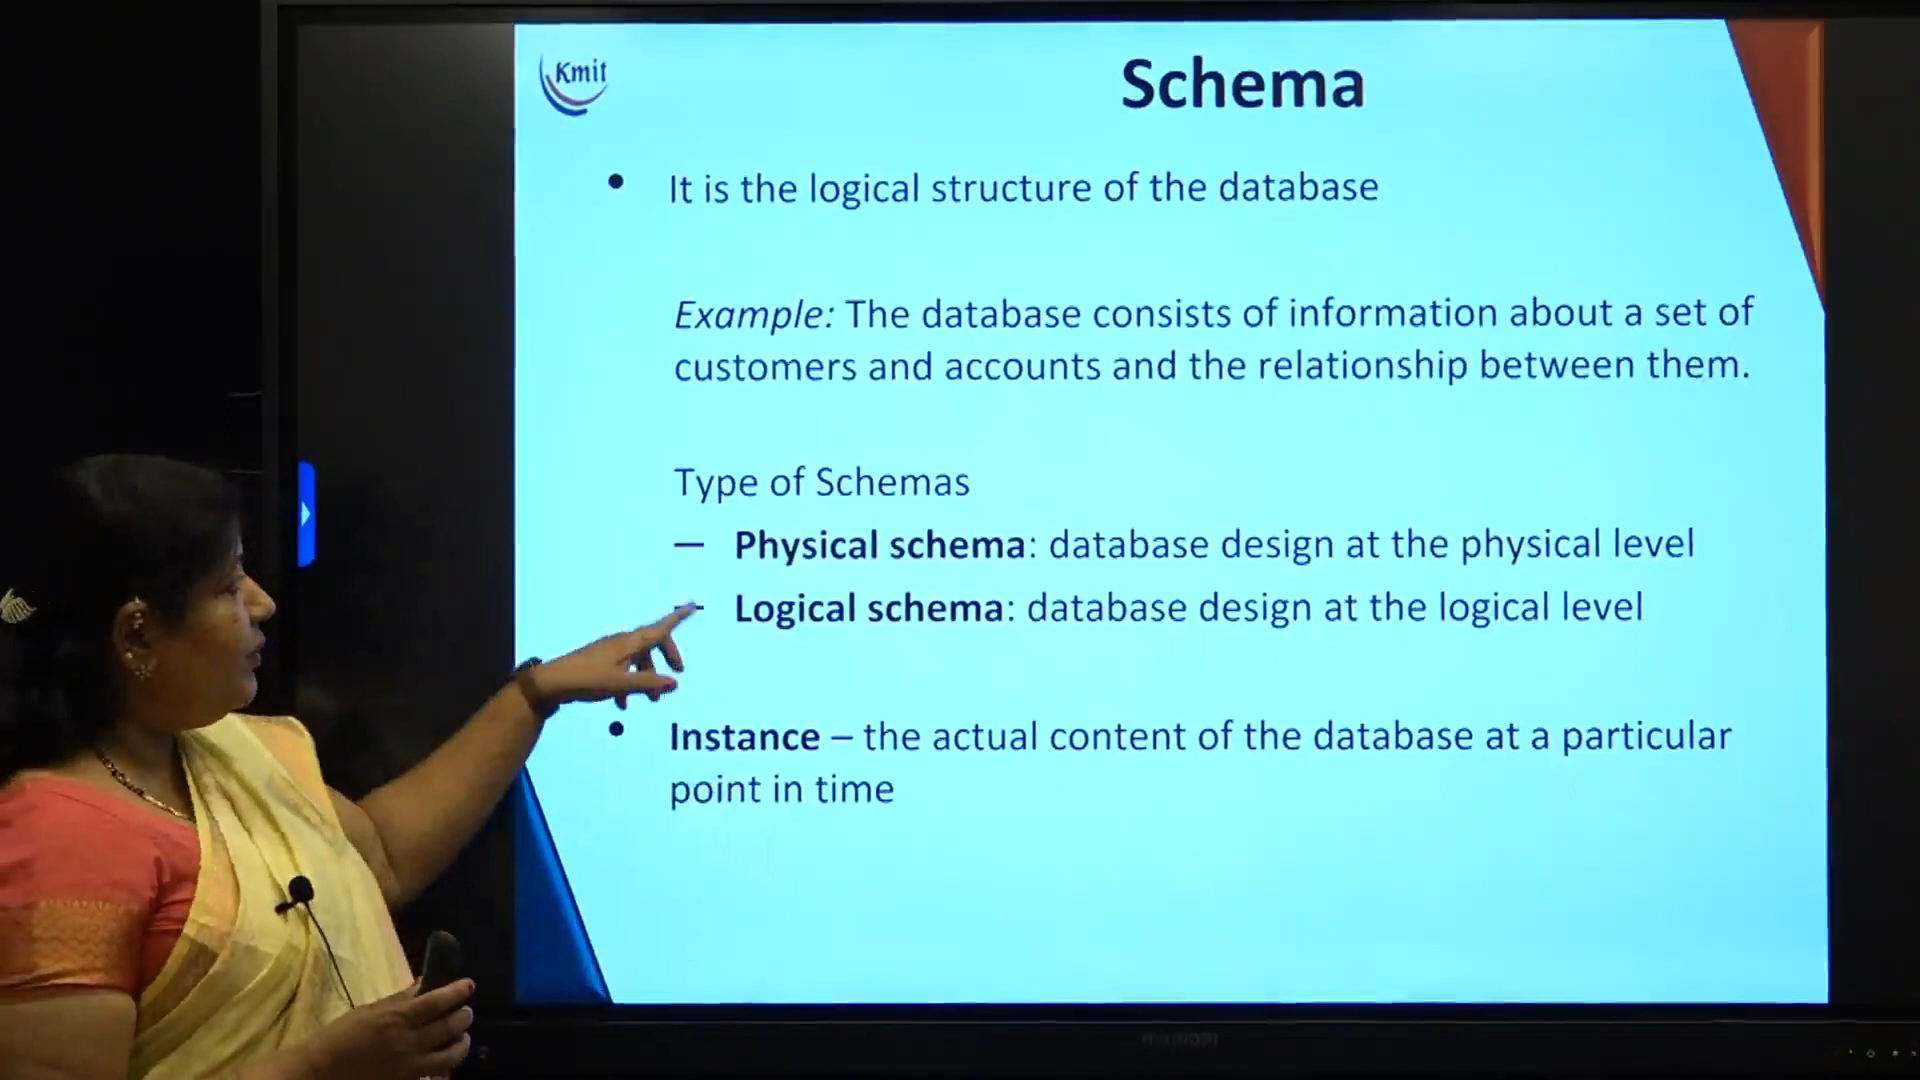 Kmit
Schema
• It is the logical structure of the database
Example: The database consists of information about a set of
customers and accounts and the relationship between them.
Type of Schemas
— Physical schema: database design at the physical level
— Logical schema: database design at the logical level
• Instance – the actual content of the database at a particular
point in time